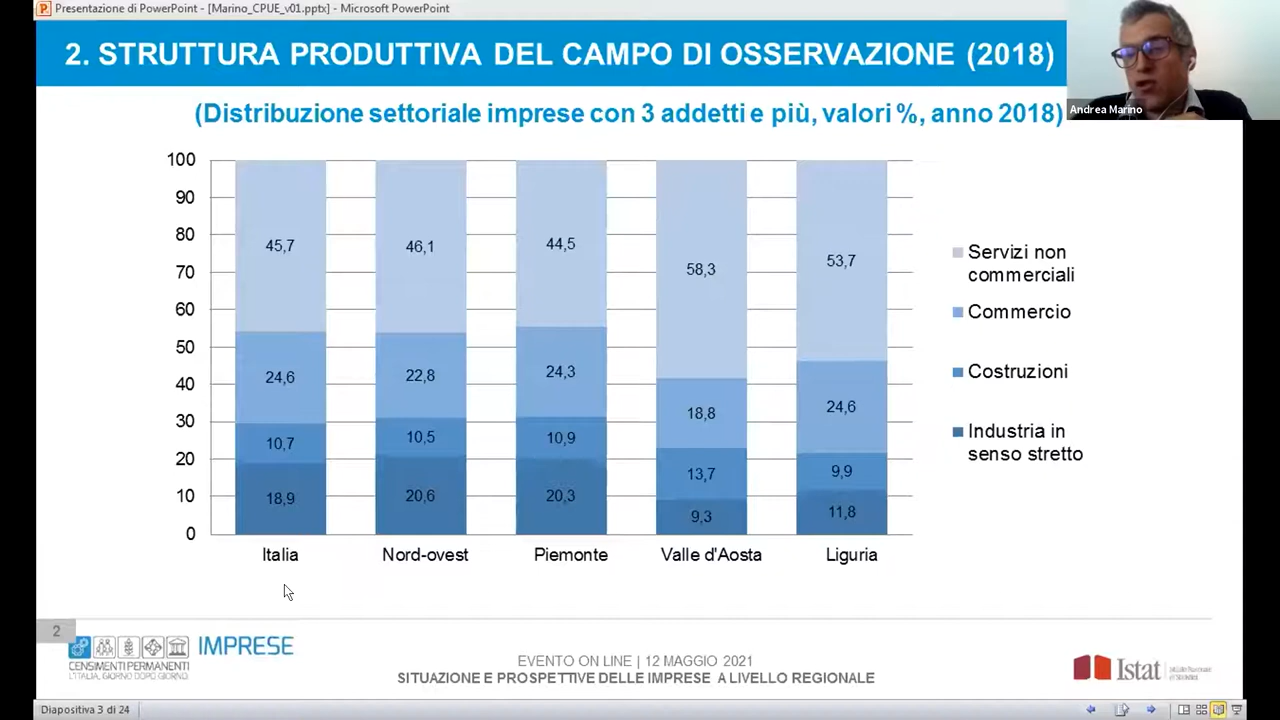 Presentazione di PowerPoint - [Marino_CPUE_v01.pptx] - Microsoft PowerPoint
2. STRUTTURA PRODUTTIVA DEL CAMPO DI OSSERVAZIONE (2018)
Andrea Marino
(Distribuzione settoriale imprese con 3 addetti e più, valori %, anno 2018)
100
90
80
70
60
50
40
30
20
10
0
45,7
46,1
44,5
58,3
53,7
24,6
22,8
24,3
18,8
24,6
10,7
10,5
10,9
13,7
9,9
18,9
20,6
20,3
9,3
11,8
Italia
Nord-ovest
Piemonte
Valle d'Aosta
Liguria
Servizi non
commerciali
Commercio
Costruzioni
Industria in
senso stretto
2
IMPRESE
CENSIMENTI PERMANENTI
L'ITALIA, GIORNO DOPO GIORNO.
EVENTO ON LINE | 12 MAGGIO 2021
SITUAZIONE E PROSPETTIVE DELLE IMPRESE A LIVELLO REGIONALE
Istat
Diapositiva 3 di 24